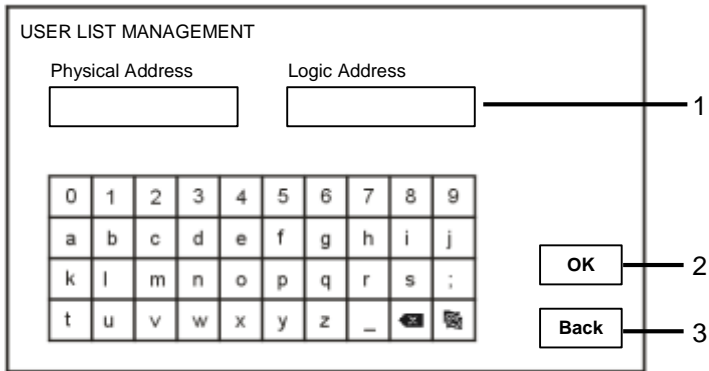 USER LIST MANAGEMENT
Physical Address Logic Address
1
0 1 2 3 4 5 6 7 8 9
a b c d e f g h i j
k l m n o p q r s ;
OK 2
t u v w x y z _
Back 3